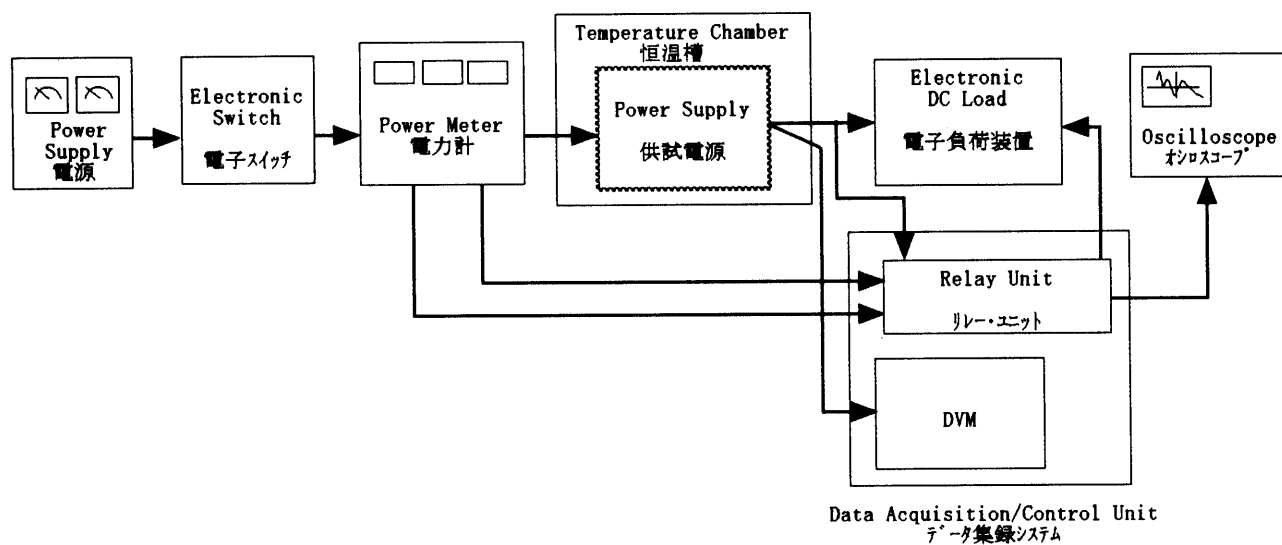 Power
Supply
電源
Electronic
Switch
電子スイッチ
Power Meter
電力計
Temperature Chamber
恒温槽
Power Supply
供試電源
Electronic
DC Load
電子負荷装置
Oscilloscope
オシロスコープ
Relay Unit
リレー・ユニット
DVM
Data Acquisition/Control Unit
データ集録システム